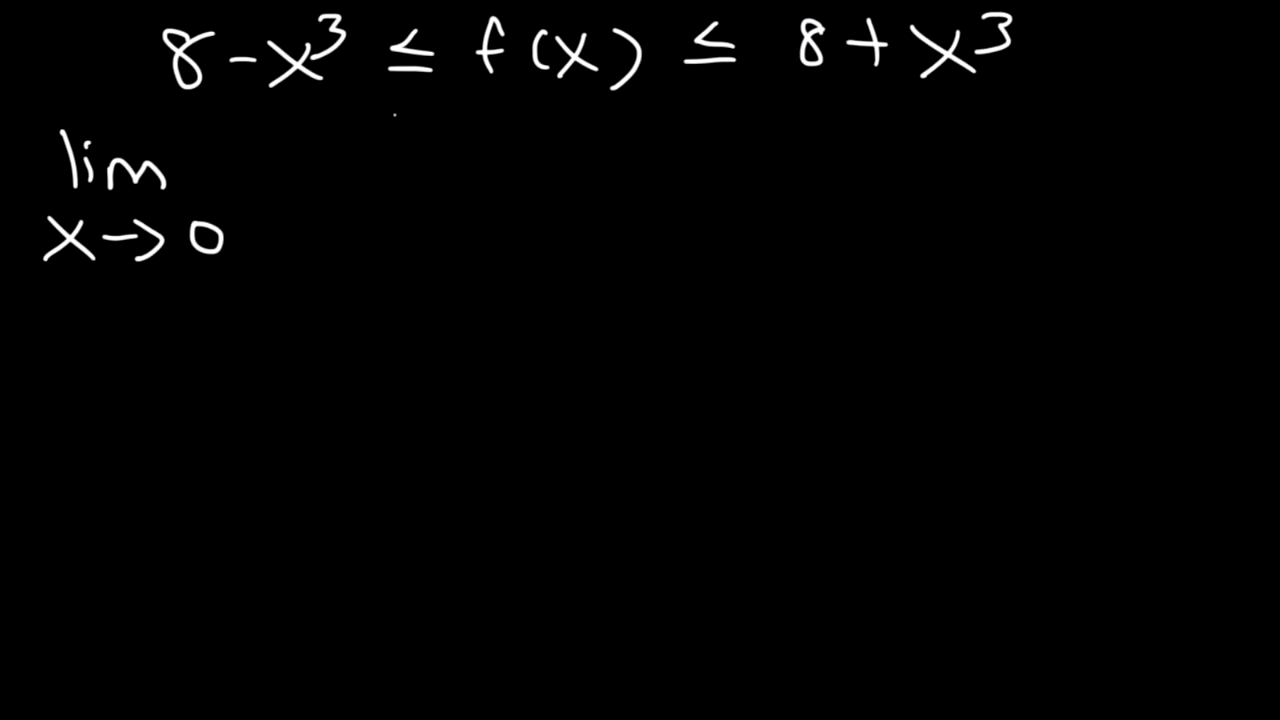 8 - x³ ≤ f(x) ≤ 8 + x³
lim
x → 0